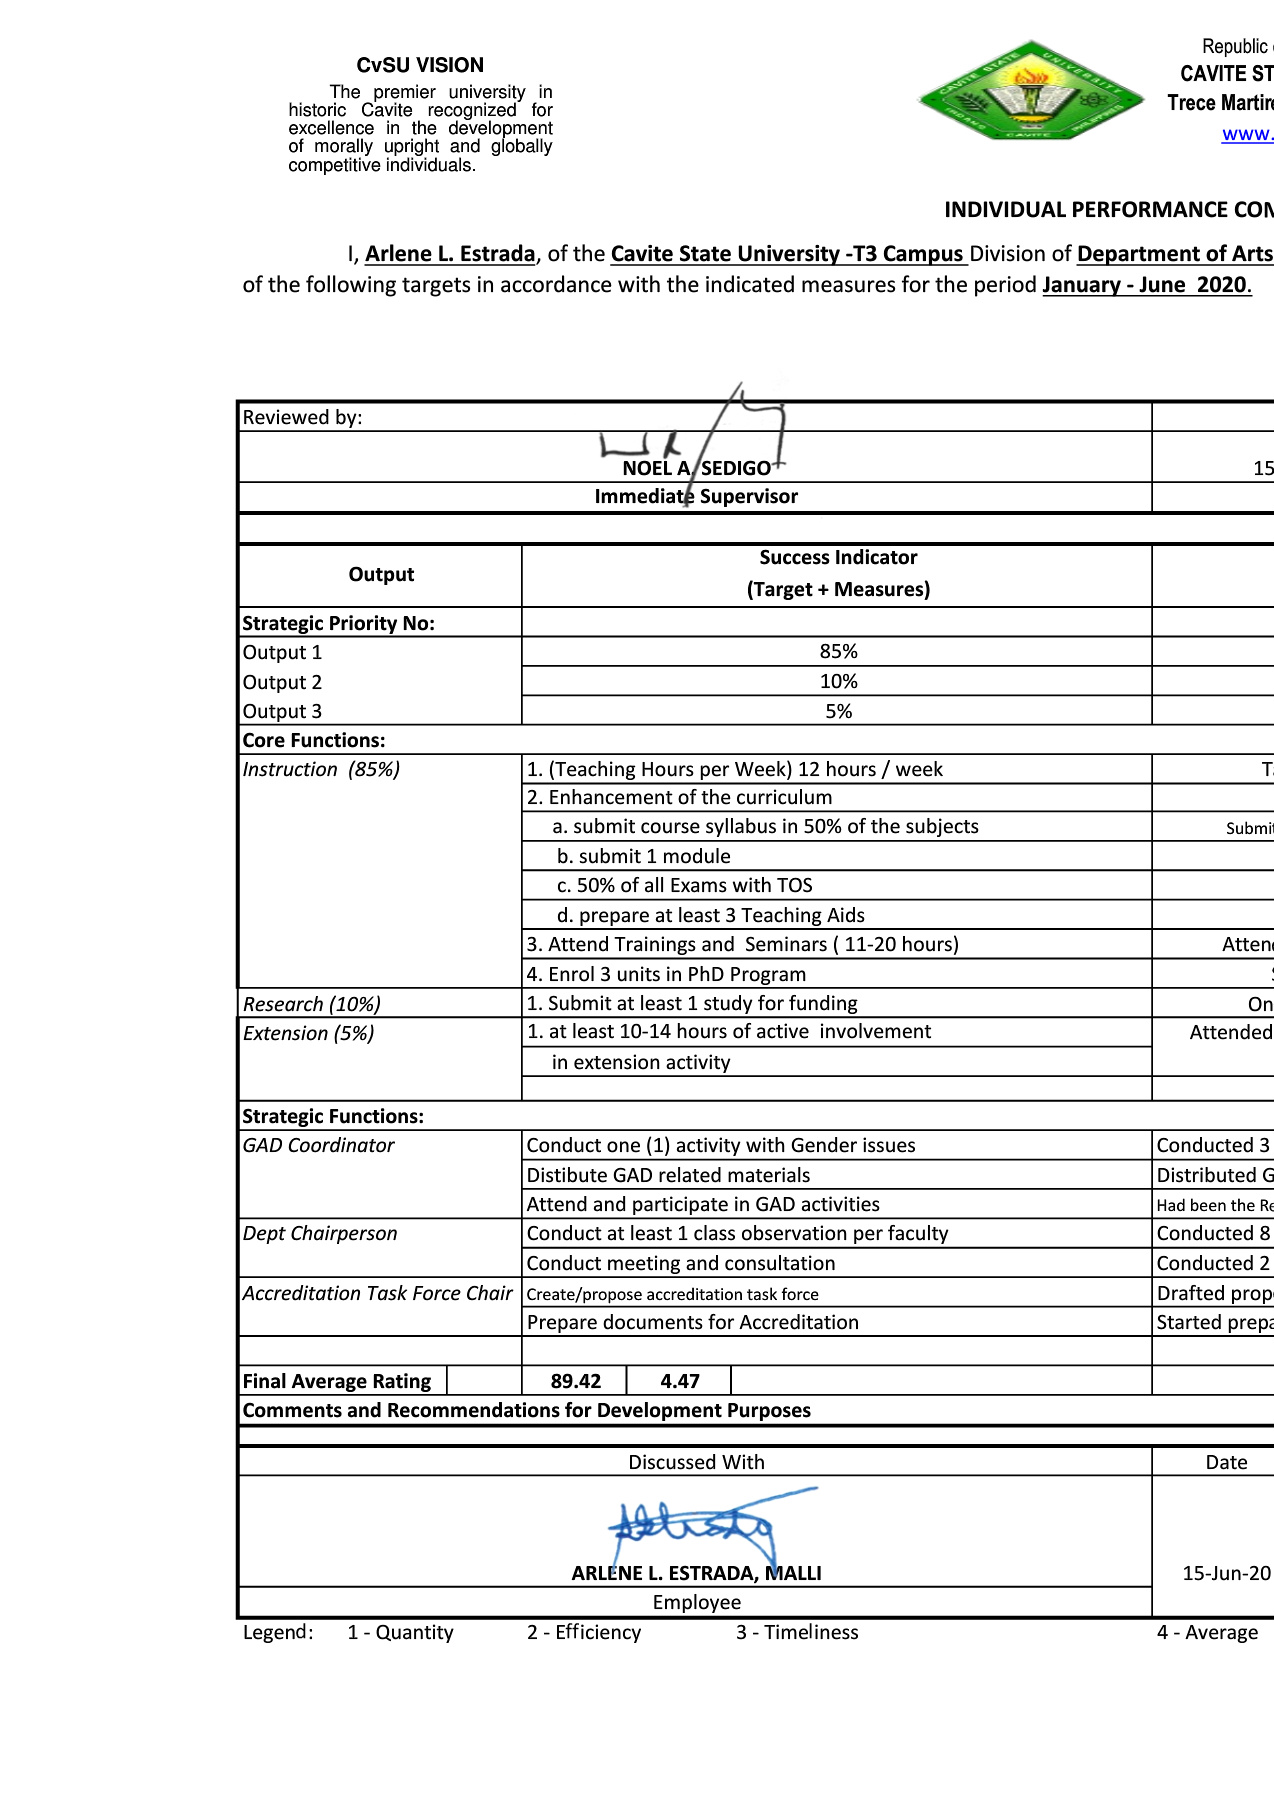 CvSU VISION
The premier university in
historic Cavite recognized for
excellence in the development
of morally upright and globally
competitive individuals.
CAVITE STATE UNIVERSITY
INDANG CAVITE PHILIPPINES
Republic
CAVITE ST
Trece Martire
www.
INDIVIDUAL PERFORMANCE CON
I, Arlene L. Estrada, of the Cavite State University -T3 Campus Division of Department of Arts
of the following targets in accordance with the indicated measures for the period January - June 2020.
Reviewed by:
NOEL A. SEDIGO 15
Immediate Supervisor
Output
Success Indicator
(Target + Measures)
Strategic Priority No:
Output 1 85%
Output 2 10%
Output 3 5%
Core Functions:
Instruction (85%) 1. (Teaching Hours per Week) 12 hours / week T
2. Enhancement of the curriculum
a. submit course syllabus in 50% of the subjects Submit
b. submit 1 module
c. 50% of all Exams with TOS
d. prepare at least 3 Teaching Aids
3. Attend Trainings and Seminars ( 11-20 hours) Attend
4. Enrol 3 units in PhD Program S
Research (10%) 1. Submit at least 1 study for funding On
Extension (5%) 1. at least 10-14 hours of active involvement Attended
in extension activity
Strategic Functions:
GAD Coordinator Conduct one (1) activity with Gender issues Conducted 3
Distibute GAD related materials Distributed G
Attend and participate in GAD activities Had been the Re
Dept Chairperson Conduct at least 1 class observation per faculty Conducted 8
Conduct meeting and consultation Conducted 2
Accreditation Task Force Chair Create/propose accreditation task force Drafted prop
Prepare documents for Accreditation Started prepa
Final Average Rating 89.42 4.47
Comments and Recommendations for Development Purposes
Discussed With Date
ARLENE L. ESTRADA, MALLI 15-Jun-20
Employee
Legend: 1 - Quantity 2 - Efficiency 3 - Timeliness 4 - Average